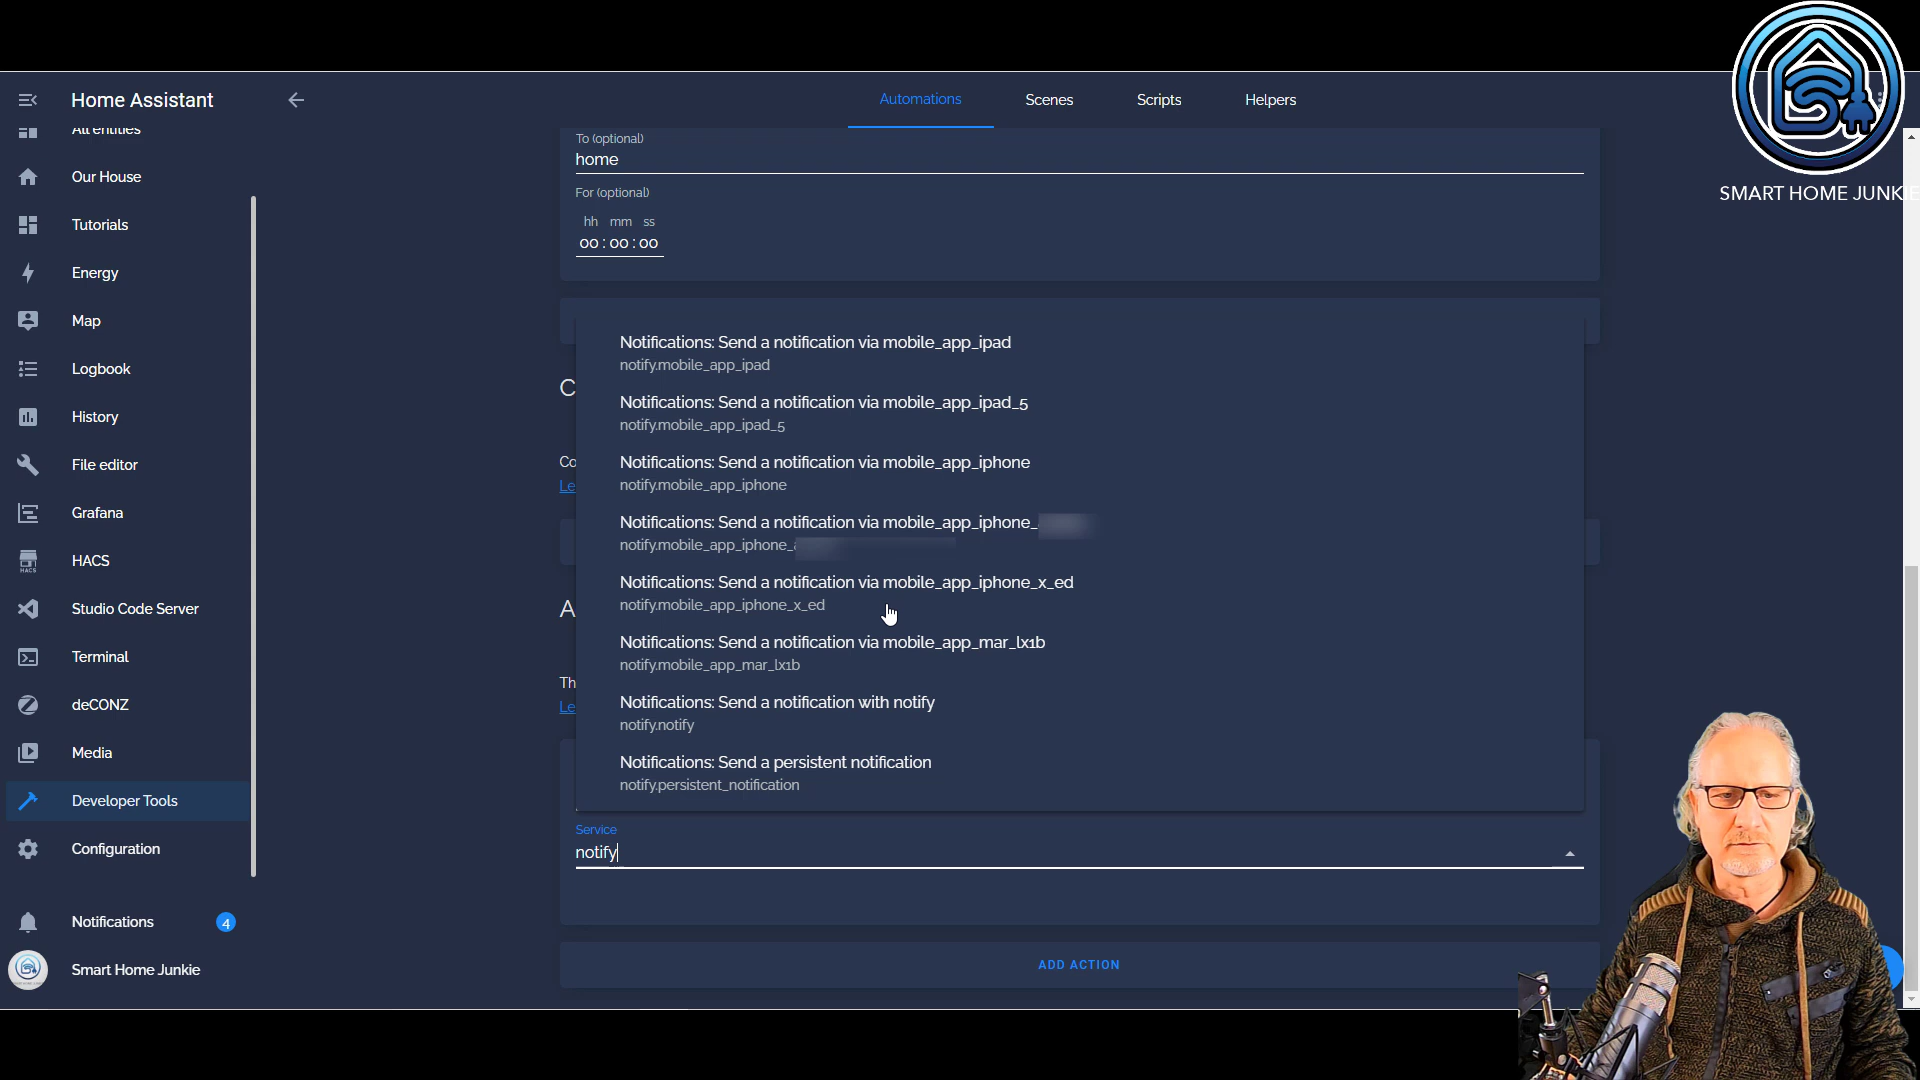 Home Assistant
All entities
Our House
Tutorials
Energy
Map
Logbook
History
File editor
Grafana
HACS
HACS
Studio Code Server
Terminal
deCONZ
Media
Developer Tools
Configuration
Notifications
4
Smart Home Junkie
Automations
Scenes
Scripts
Helpers
SMART HOME JUNKIE
To (optional)
home
For (optional)
hh mm ss
00 : 00 : 00
C
Co
Le
A
Th
Le
Notifications: Send a notification via mobile_app_ipad
notify.mobile_app_ipad
Notifications: Send a notification via mobile_app_ipad_5
notify.mobile_app_ipad_5
Notifications: Send a notification via mobile_app_iphone
notify.mobile_app_iphone
Notifications: Send a notification via mobile_app_iphone_
notify.mobile_app_iphone_
Notifications: Send a notification via mobile_app_iphone_x_ed
notify.mobile_app_iphone_x_ed
Notifications: Send a notification via mobile_app_mar_lx1b
notify.mobile_app_mar_lx1b
Notifications: Send a notification with notify
notify.notify
Notifications: Send a persistent notification
notify.persistent_notification
Service
notify
ADD ACTION